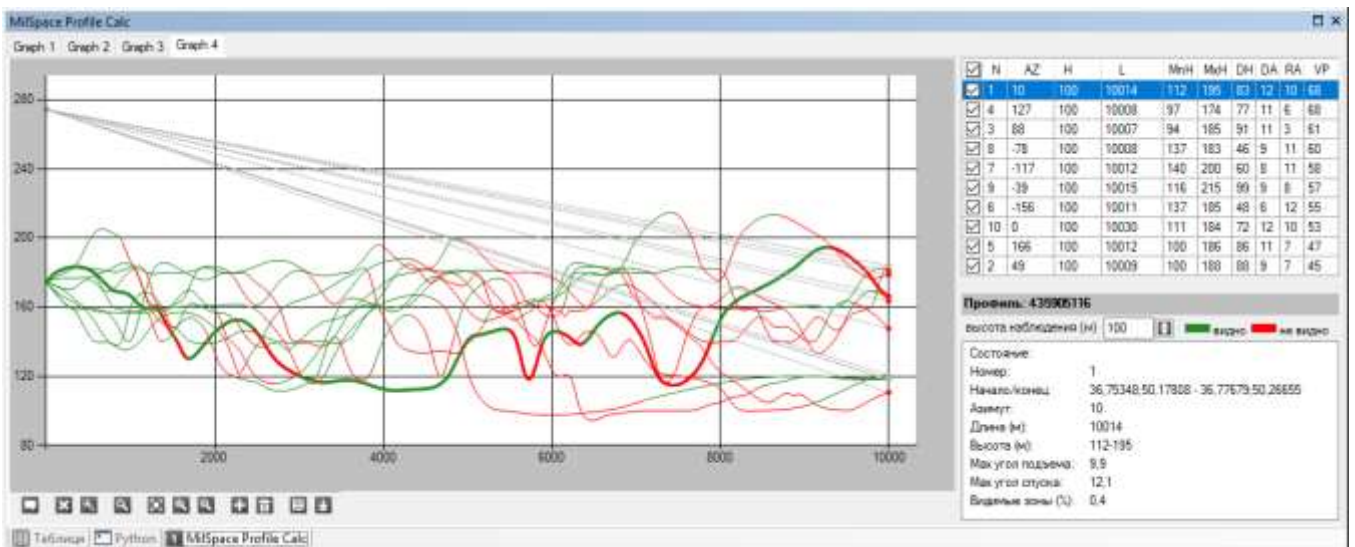 MilSpace Profile Calc
Graph 1 Graph 2 Graph 3 Graph 4
280
240
200
160
120
80
2000 4000 6000 8000 10000
N AZ H L MnH MxH DH DA RA VP
1 10 100 10014 112 195 83 12 10 68
4 127 100 10008 97 174 77 11 6 68
3 88 100 10007 94 185 91 11 3 61
8 -78 100 10008 137 183 46 9 11 60
7 -117 100 10012 140 200 60 8 11 58
9 -39 100 10015 116 215 99 9 8 57
6 -156 100 10011 137 185 48 6 12 55
10 0 100 10030 111 184 72 12 10 53
5 166 100 10012 100 186 86 11 7 47
2 49 100 10009 100 188 88 9 7 45
Профиль: 435905116
высота наблюдения (м) 100 видно не видно
Состояние:
Номер: 1
Начало/конец: 36,75348;50,17808 - 36,77679;50,26655
Азимут: 10
Длина (м): 10014
Высота (м): 112-195
Мах угол подъема: 9,9
Мах угол спуска: 12,1
Видимые зоны (%): 0,4
Таблице Python MilSpace Profile Calc